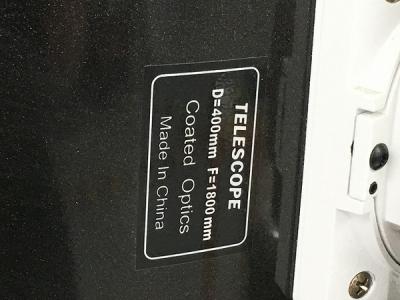 TELESCOPE
D=400mm F=1800mm
Coated Optics
Made In China